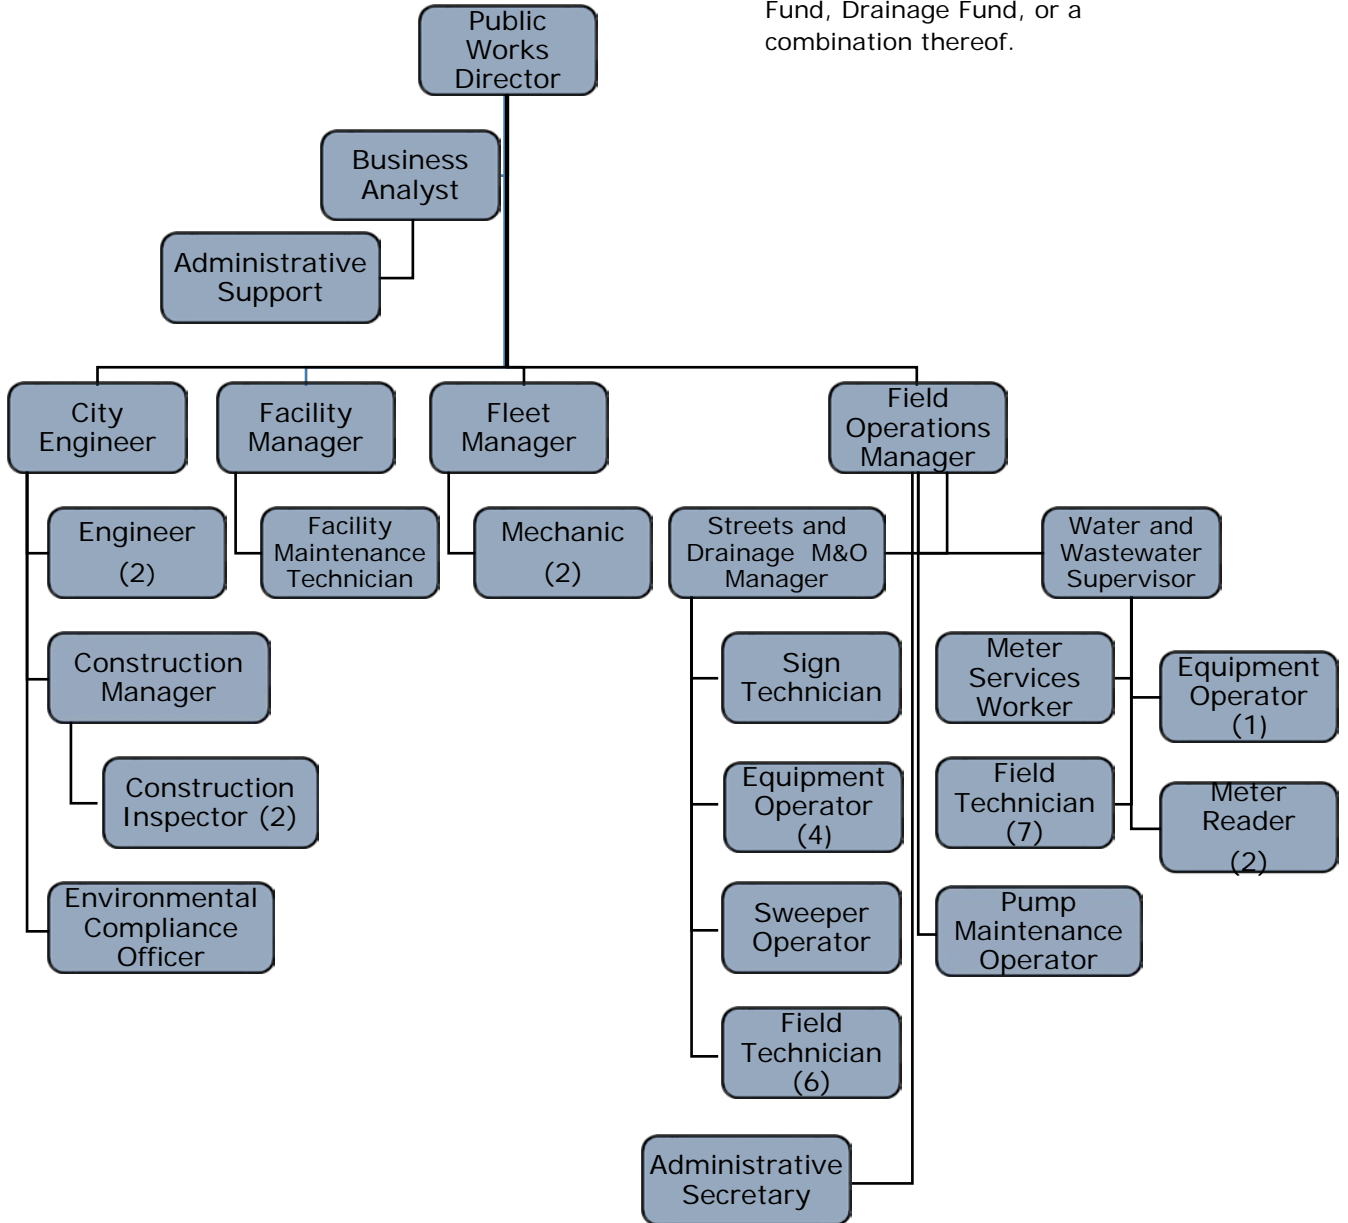 Fund, Drainage Fund, or a
combination thereof.
Public
Works
Director
Business
Analyst
Administrative
Support
City
Engineer
Facility
Manager
Fleet
Manager
Field
Operations
Manager
Engineer
(2)
Facility
Maintenance
Technician
Mechanic
(2)
Streets and
Drainage M&O
Manager
Water and
Wastewater
Supervisor
Construction
Manager
Sign
Technician
Meter
Services
Worker
Equipment
Operator
(1)
Construction
Inspector (2)
Equipment
Operator
(4)
Field
Technician
(7)
Meter
Reader
(2)
Environmental
Compliance
Officer
Sweeper
Operator
Pump
Maintenance
Operator
Field
Technician
(6)
Administrative
Secretary